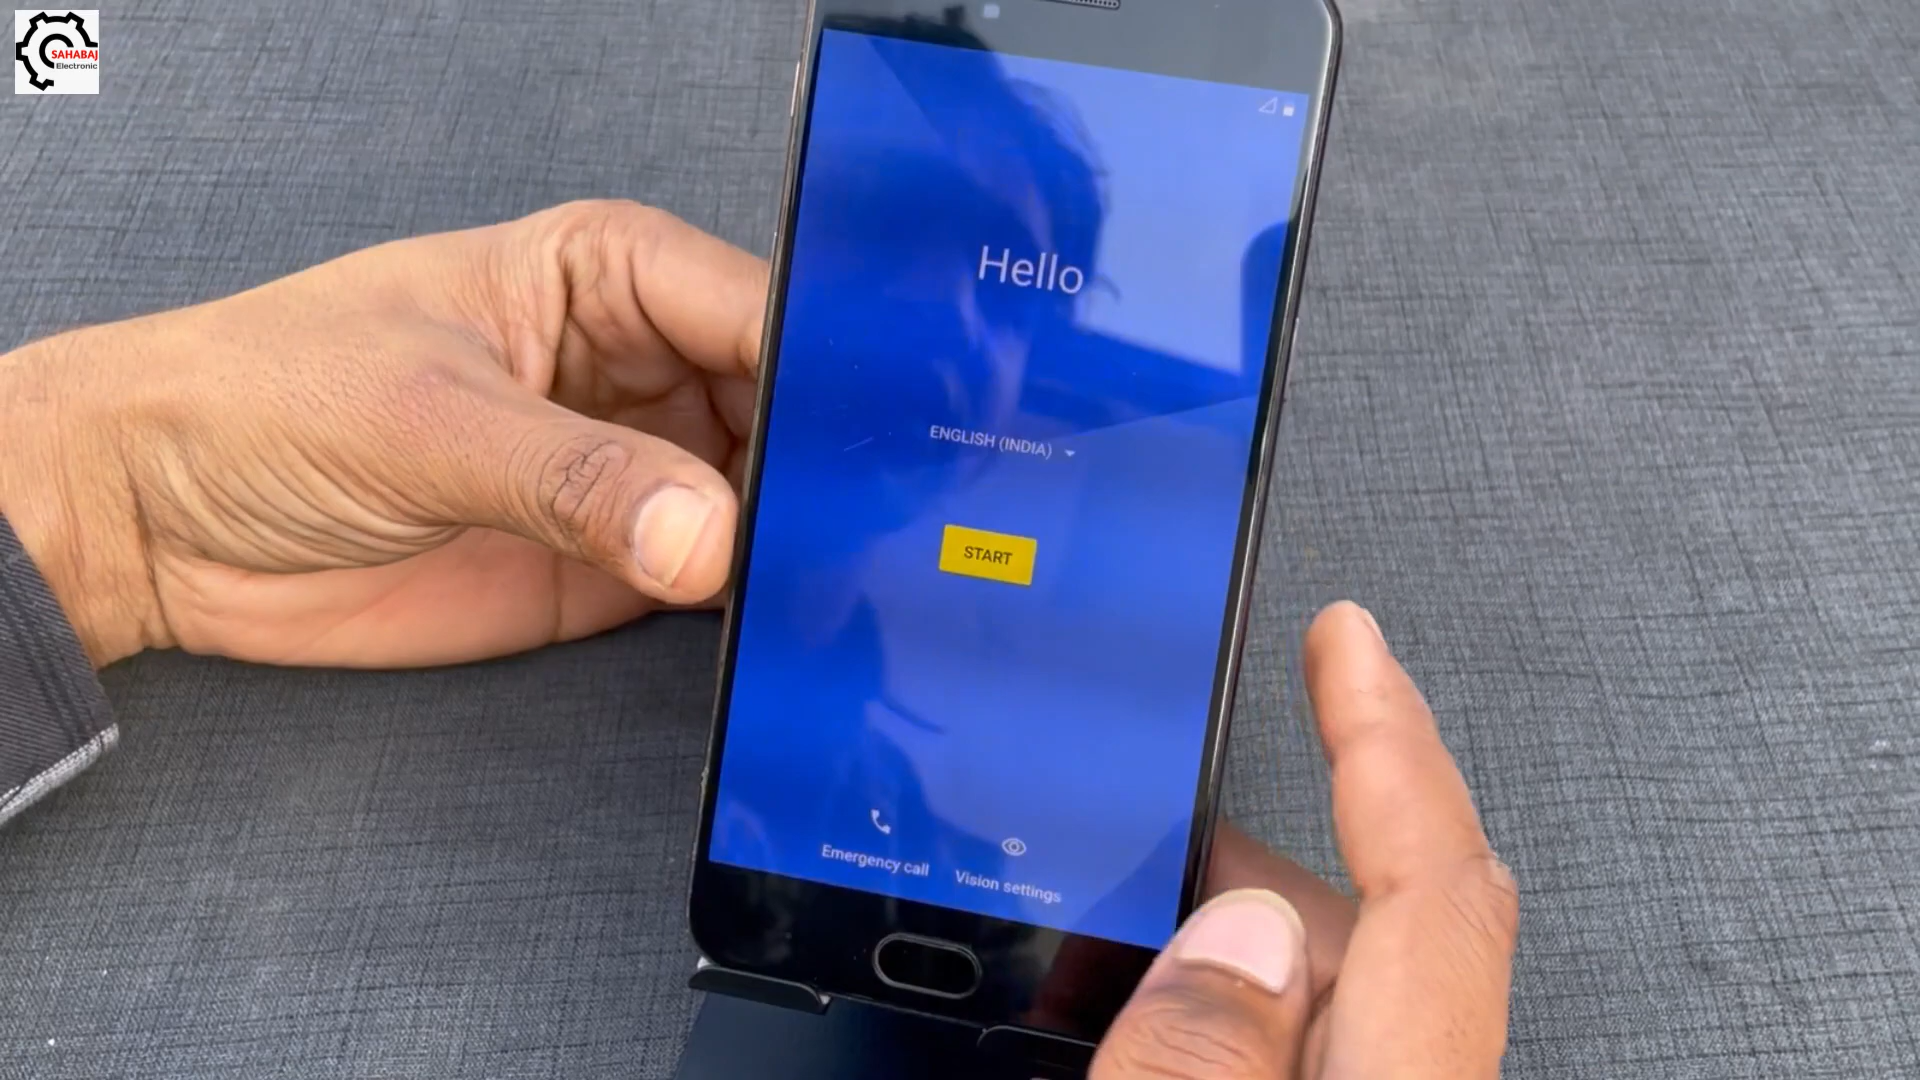 SAHABAJ
Electronic
Hello
ENGLISH (INDIA)
START
Emergency call
Vision settings